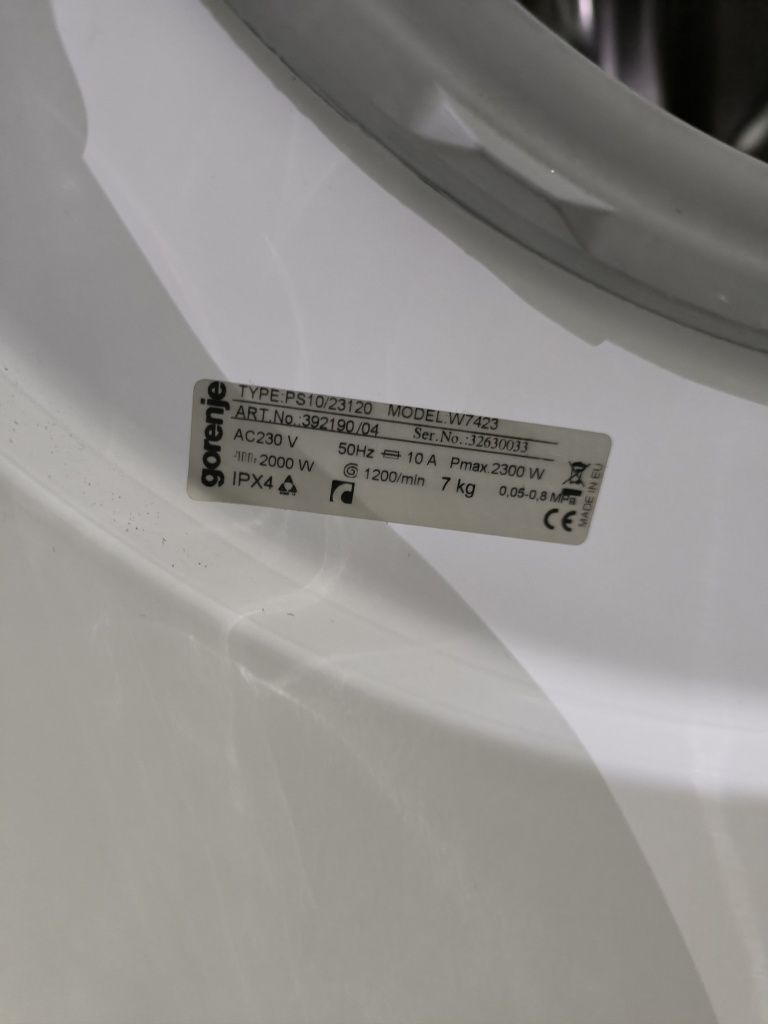 gorenje
TYPE:PS10/23120 MODEL:W7423
ART.No.:392190/04 Ser.No.:32630033
AC230 V 50Hz 10 A Pmax.2300 W
2000 W 1200/min 7 kg 0,05-0,8 MPa
IPX4
CE
MADE IN EU